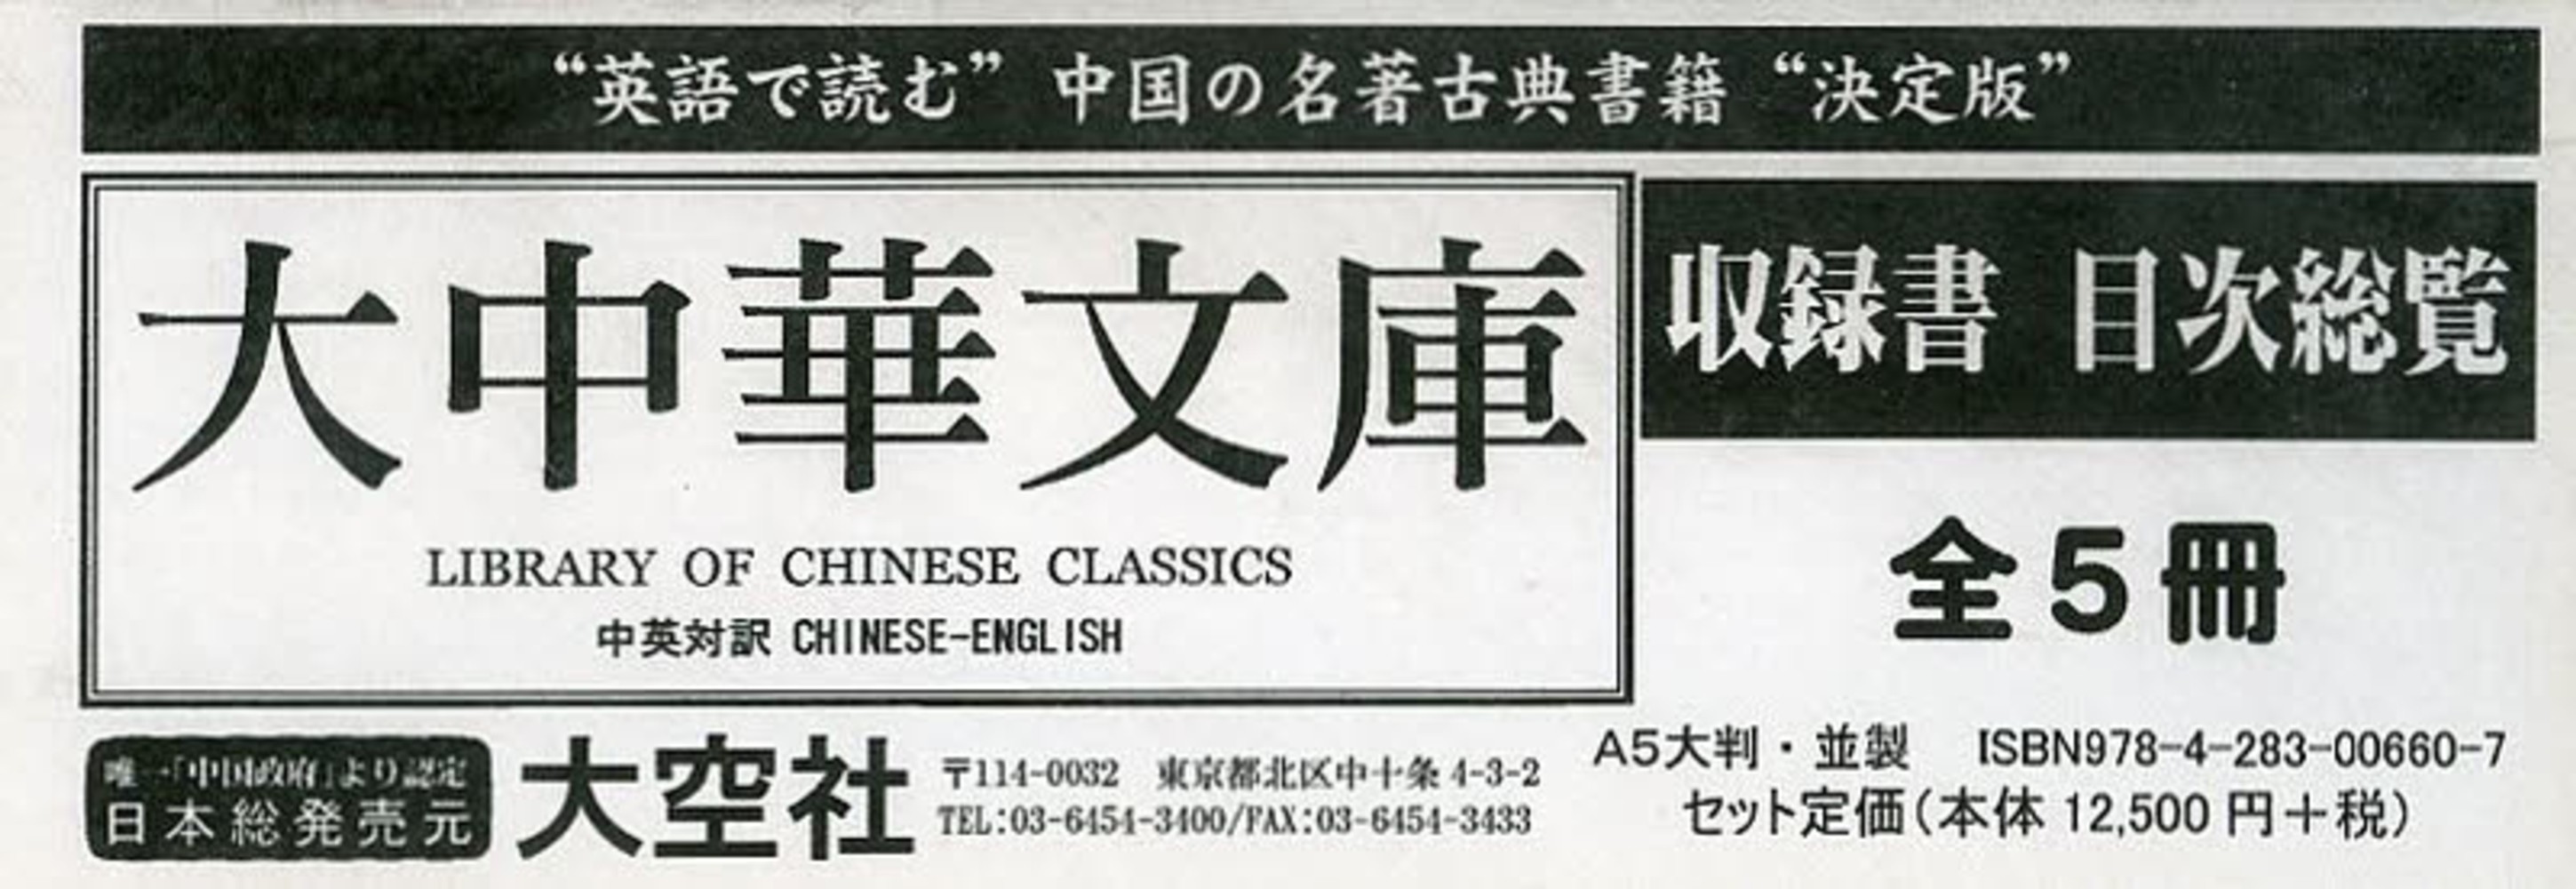 “英語で読む” 中国の名著古典書籍 “決定版”
大中華文庫
LIBRARY OF CHINESE CLASSICS
中英対訳 CHINESE-ENGLISH
収録書 目次総覧
全5冊
A5大判・並製 ISBN978-4-283-00660-7
セット定価(本体 12,500 円+税)
唯一「中国政府」より認定
日本総発売元
大空社
〒114-0032 東京都北区中十条 4-3-2
TEL:03-6454-3400/FAX:03-6454-3433